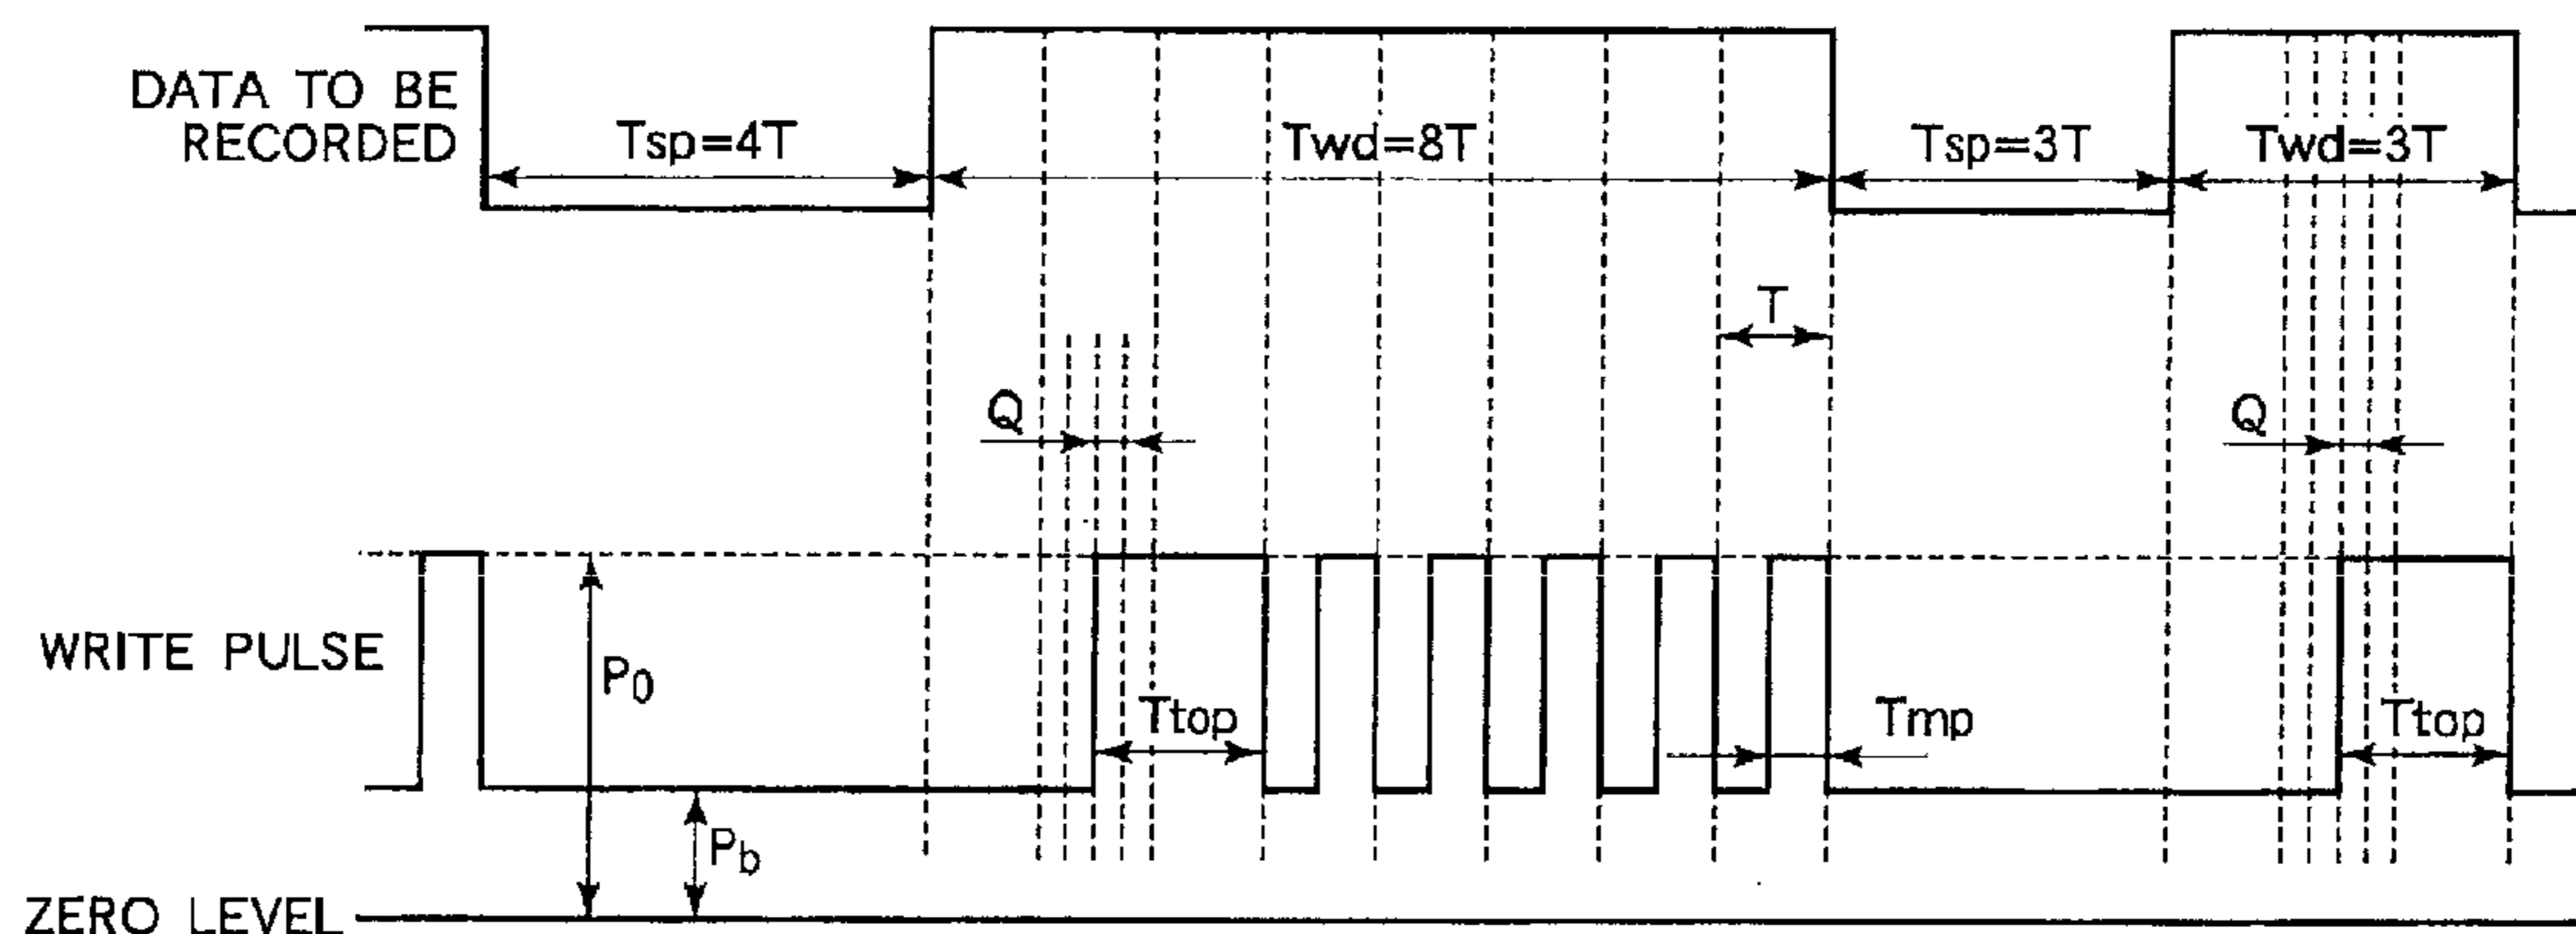 DATA TO BE
RECORDED
Tsp=4T
Twd=8T
Tsp=3T
Twd=3T
T
Q
Q
WRITE PULSE
P0
Ttop
Tmp
Ttop
Pb
ZERO LEVEL